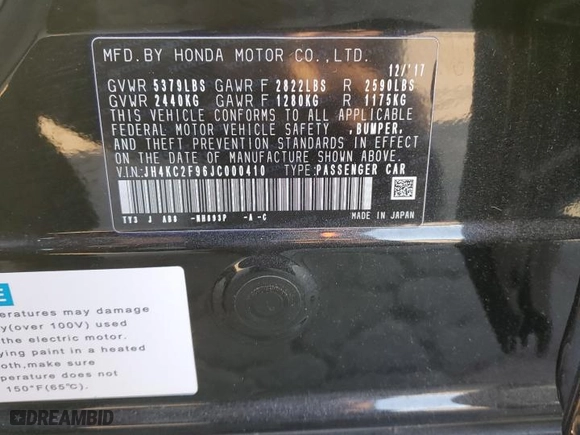 MFD.BY HONDA MOTOR CO.,LTD.
12/'17
GVWR 5379LBS GAWR F 2822LBS R 2590LBS
GVWR 2440KG GAWR F 1280KG R 1175KG
THIS VEHICLE CONFORMS TO ALL APPLICABLE
FEDERAL MOTOR VEHICLE SAFETY ,BUMPER,
AND THEFT PREVENTION STANDARDS IN EFFECT
ON THE DATE OF MANUFACTURE SHOWN ABOVE.
V.I.N:JH4KC2F96JC000410 TYPE:PASSENGER CAR
TY3 J A80 -NH893P -A-C
MADE IN JAPAN
E
eratures may damage
y(over 100V) used
the electric motor.
ying paint in a heated
oth,make sure
perature does not
150°F(65℃).
DREAMBID